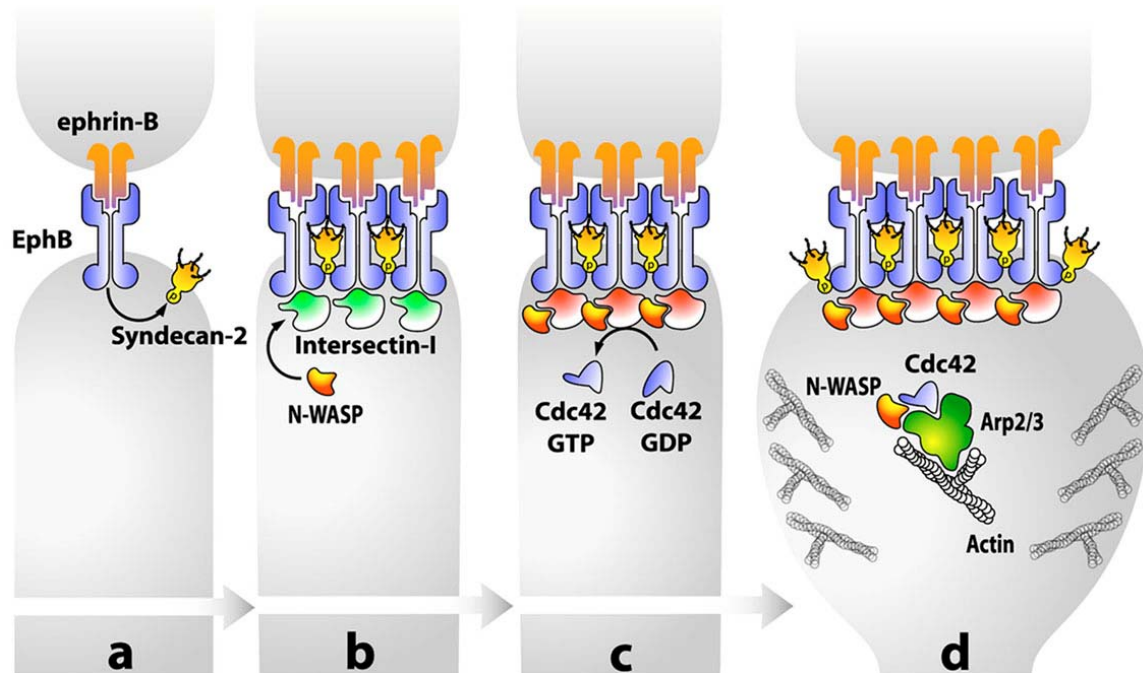 ephrin-B
EphB
Syndecan-2
P
a
P
P
Intersectin-I
N-WASP
b
P
P
Cdc42
GTP
Cdc42
GDP
c
P
P
P
P
P
Cdc42
N-WASP
Arp2/3
Actin
d